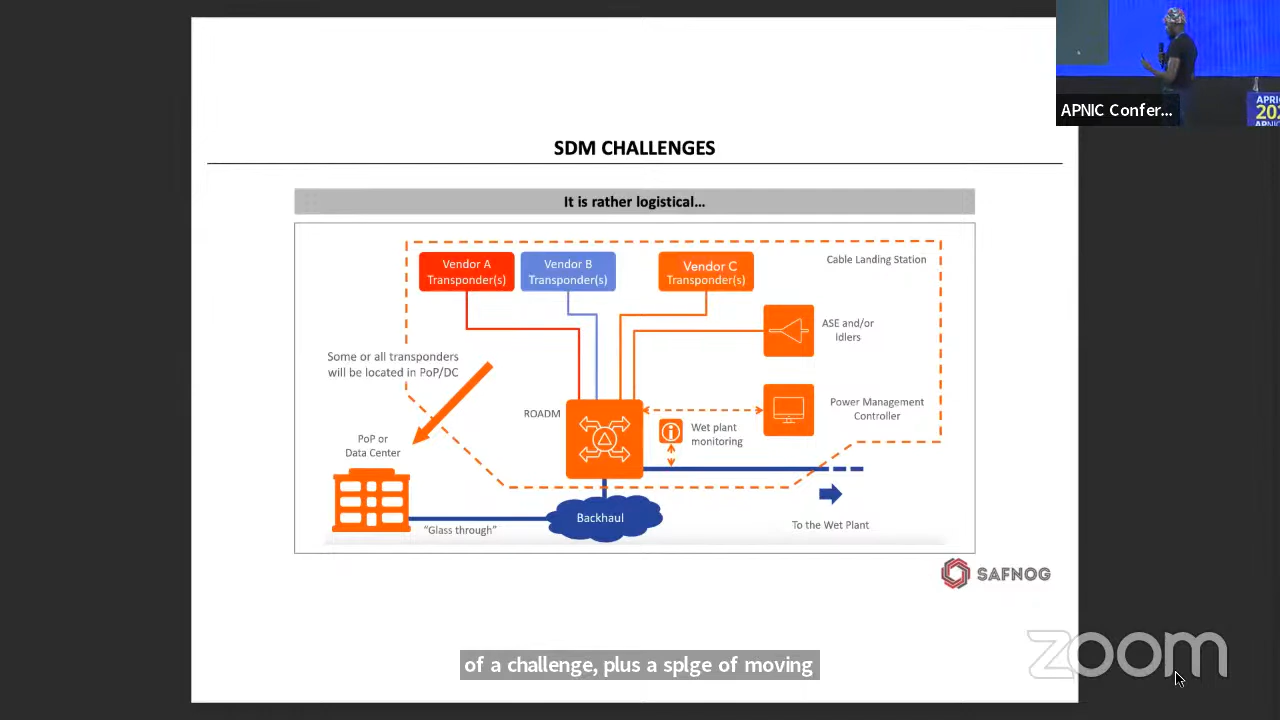 APNIC Confer...
APRIC
202
APNIC
SDM CHALLENGES
It is rather logistical...
Vendor A
Transponder(s)
Vendor B
Transponder(s)
Vendor C
Transponder(s)
Cable Landing Station
ASE and/or
Idlers
Some or all transponders
will be located in PoP/DC
Power Management
Controller
ROADM
Wet plant
monitoring
PoP or
Data Center
Backhaul
"Glass through"
To the Wet Plant
SAFNOG
zoom
of a challenge, plus a splge of moving